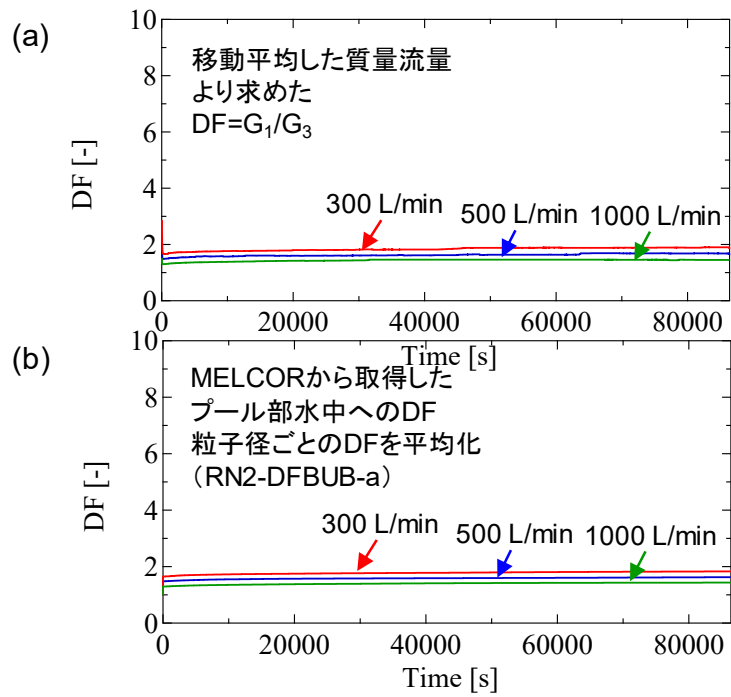 (a)
10
8
6
4
2
0
DF [-]
移動平均した質量流量
より求めた
DF=G₁/G₃
300 L/min
500 L/min
1000 L/min
0
20000
40000
60000
80000
Time [s]
(b)
10
8
6
4
2
0
DF [-]
MELCORから取得した
プール部水中へのDF
粒子径ごとのDFを平均化
（RN2-DFBUB-a）
300 L/min
500 L/min
1000 L/min
0
20000
40000
60000
80000
Time [s]